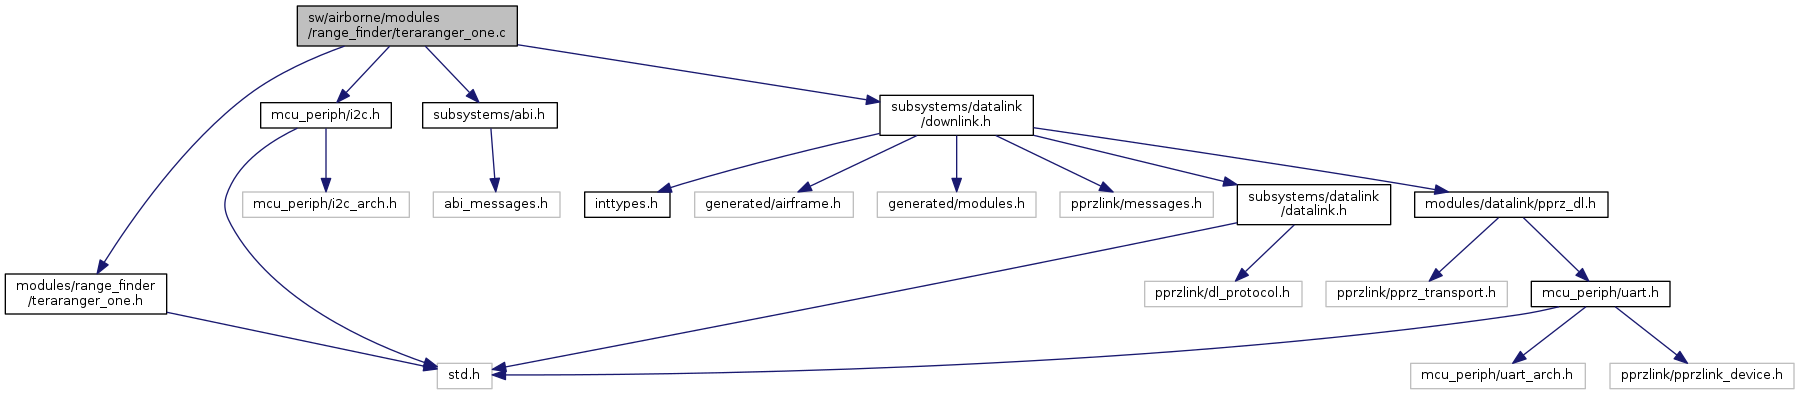 sw/airborne/modules
/range_finder/teraranger_one.c
mcu_periph/i2c.h
subsystems/abi.h
subsystems/datalink
/downlink.h
mcu_periph/i2c_arch.h
abi_messages.h
inttypes.h
generated/airframe.h
generated/modules.h
pprzlink/messages.h
subsystems/datalink
/datalink.h
modules/datalink/pprz_dl.h
modules/range_finder
/teraranger_one.h
pprzlink/dl_protocol.h
pprzlink/pprz_transport.h
mcu_periph/uart.h
std.h
mcu_periph/uart_arch.h
pprzlink/pprzlink_device.h